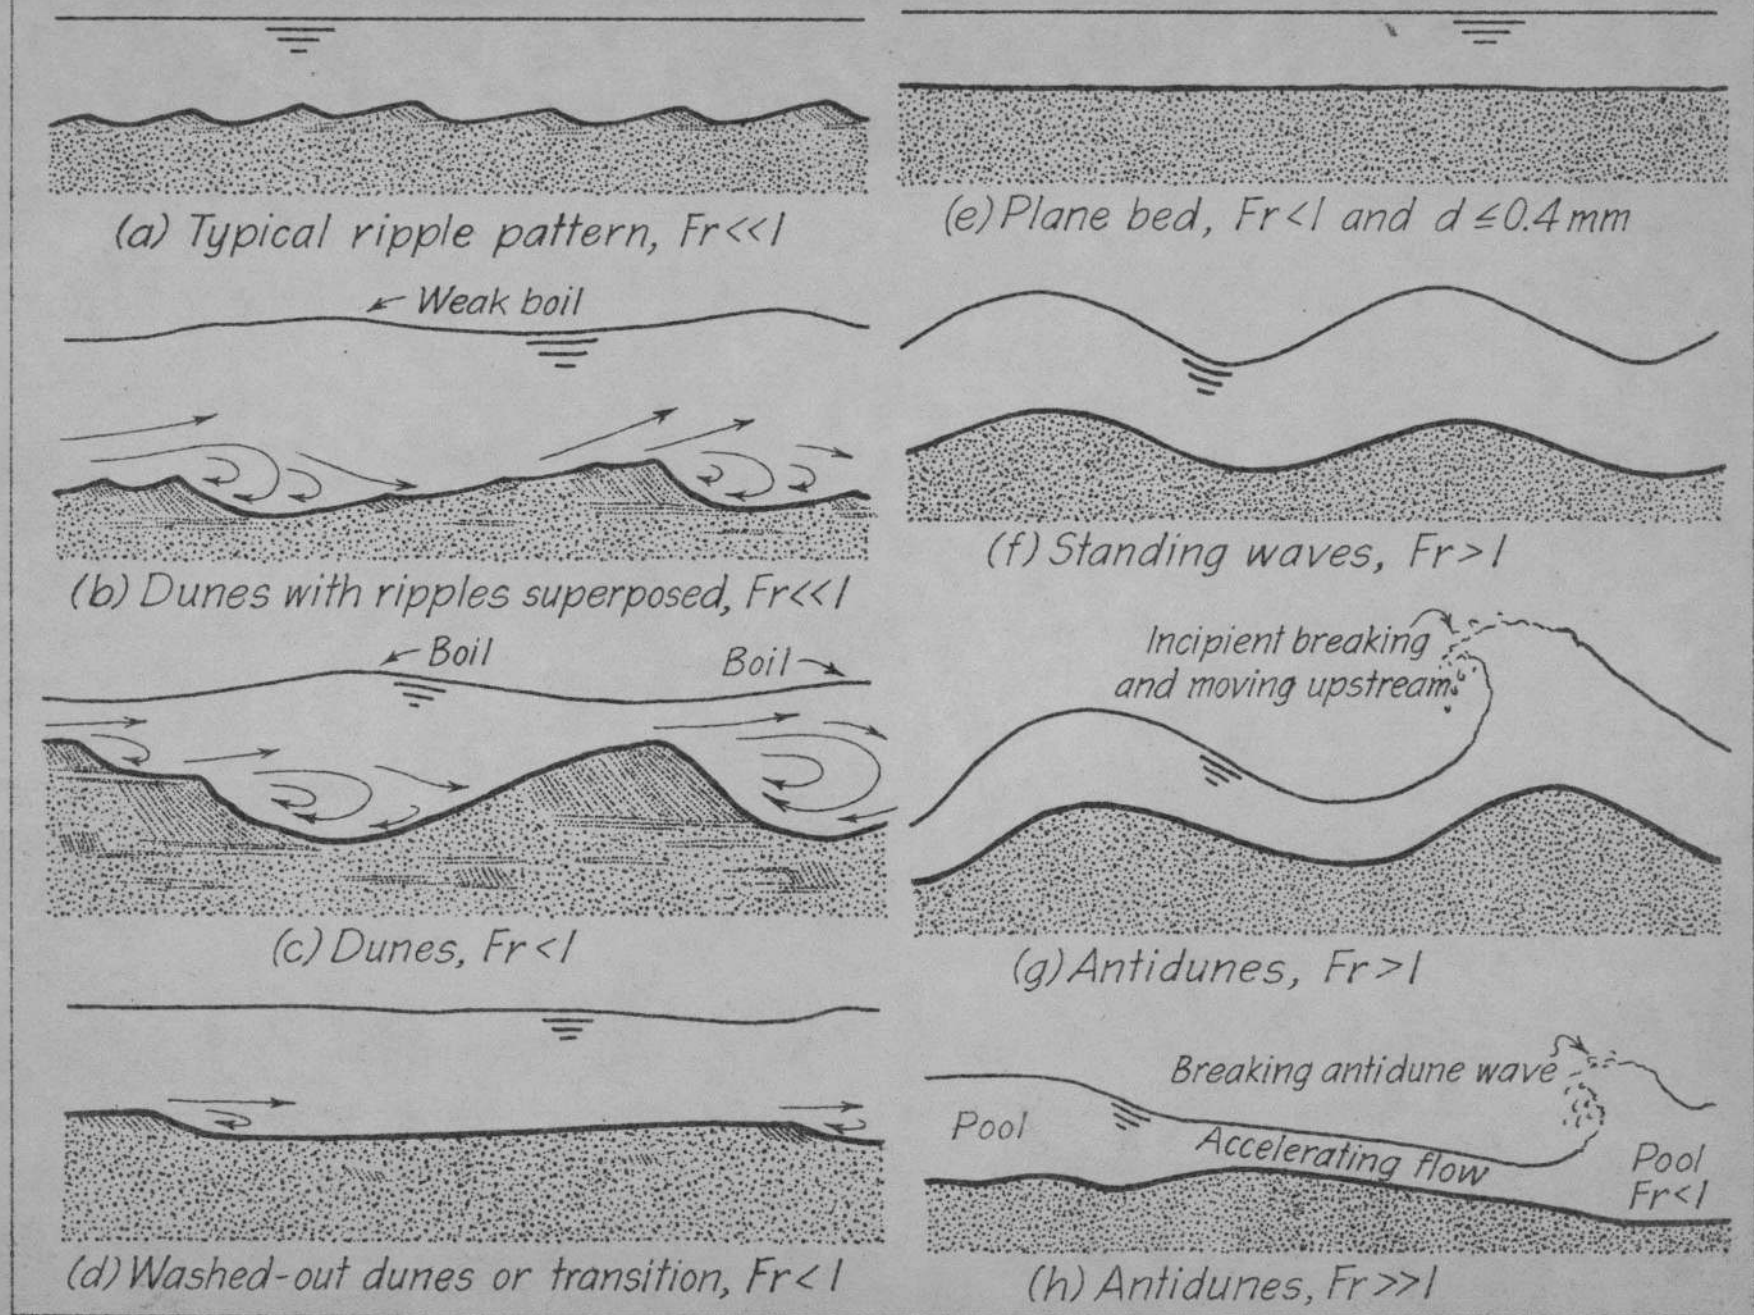 (a) Typical ripple pattern, Fr<<1
Weak boil
(b) Dunes with ripples superposed, Fr<<1
Boil
Boil
(c) Dunes, Fr<1
(d) Washed-out dunes or transition, Fr<1
(e) Plane bed, Fr<1 and d ≤ 0.4 mm
(f) Standing waves, Fr>1
Incipient breaking
and moving upstream
(g) Antidunes, Fr>1
Breaking antidune wave
Pool
Accelerating flow
Pool
Fr<1
(h) Antidunes, Fr>>1